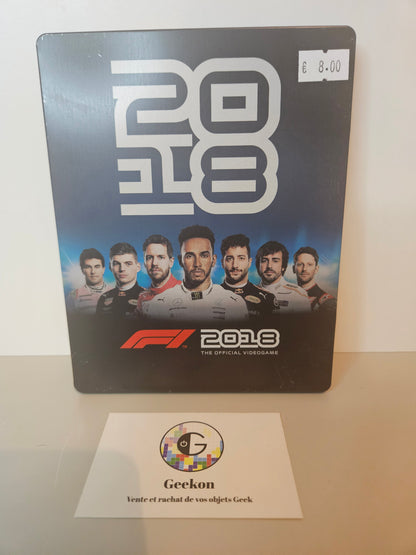 € 8.00
20
18
F1 2018
THE OFFICIAL VIDEOGAME
G
Geekon
Vente et rachat de vos objets Geek